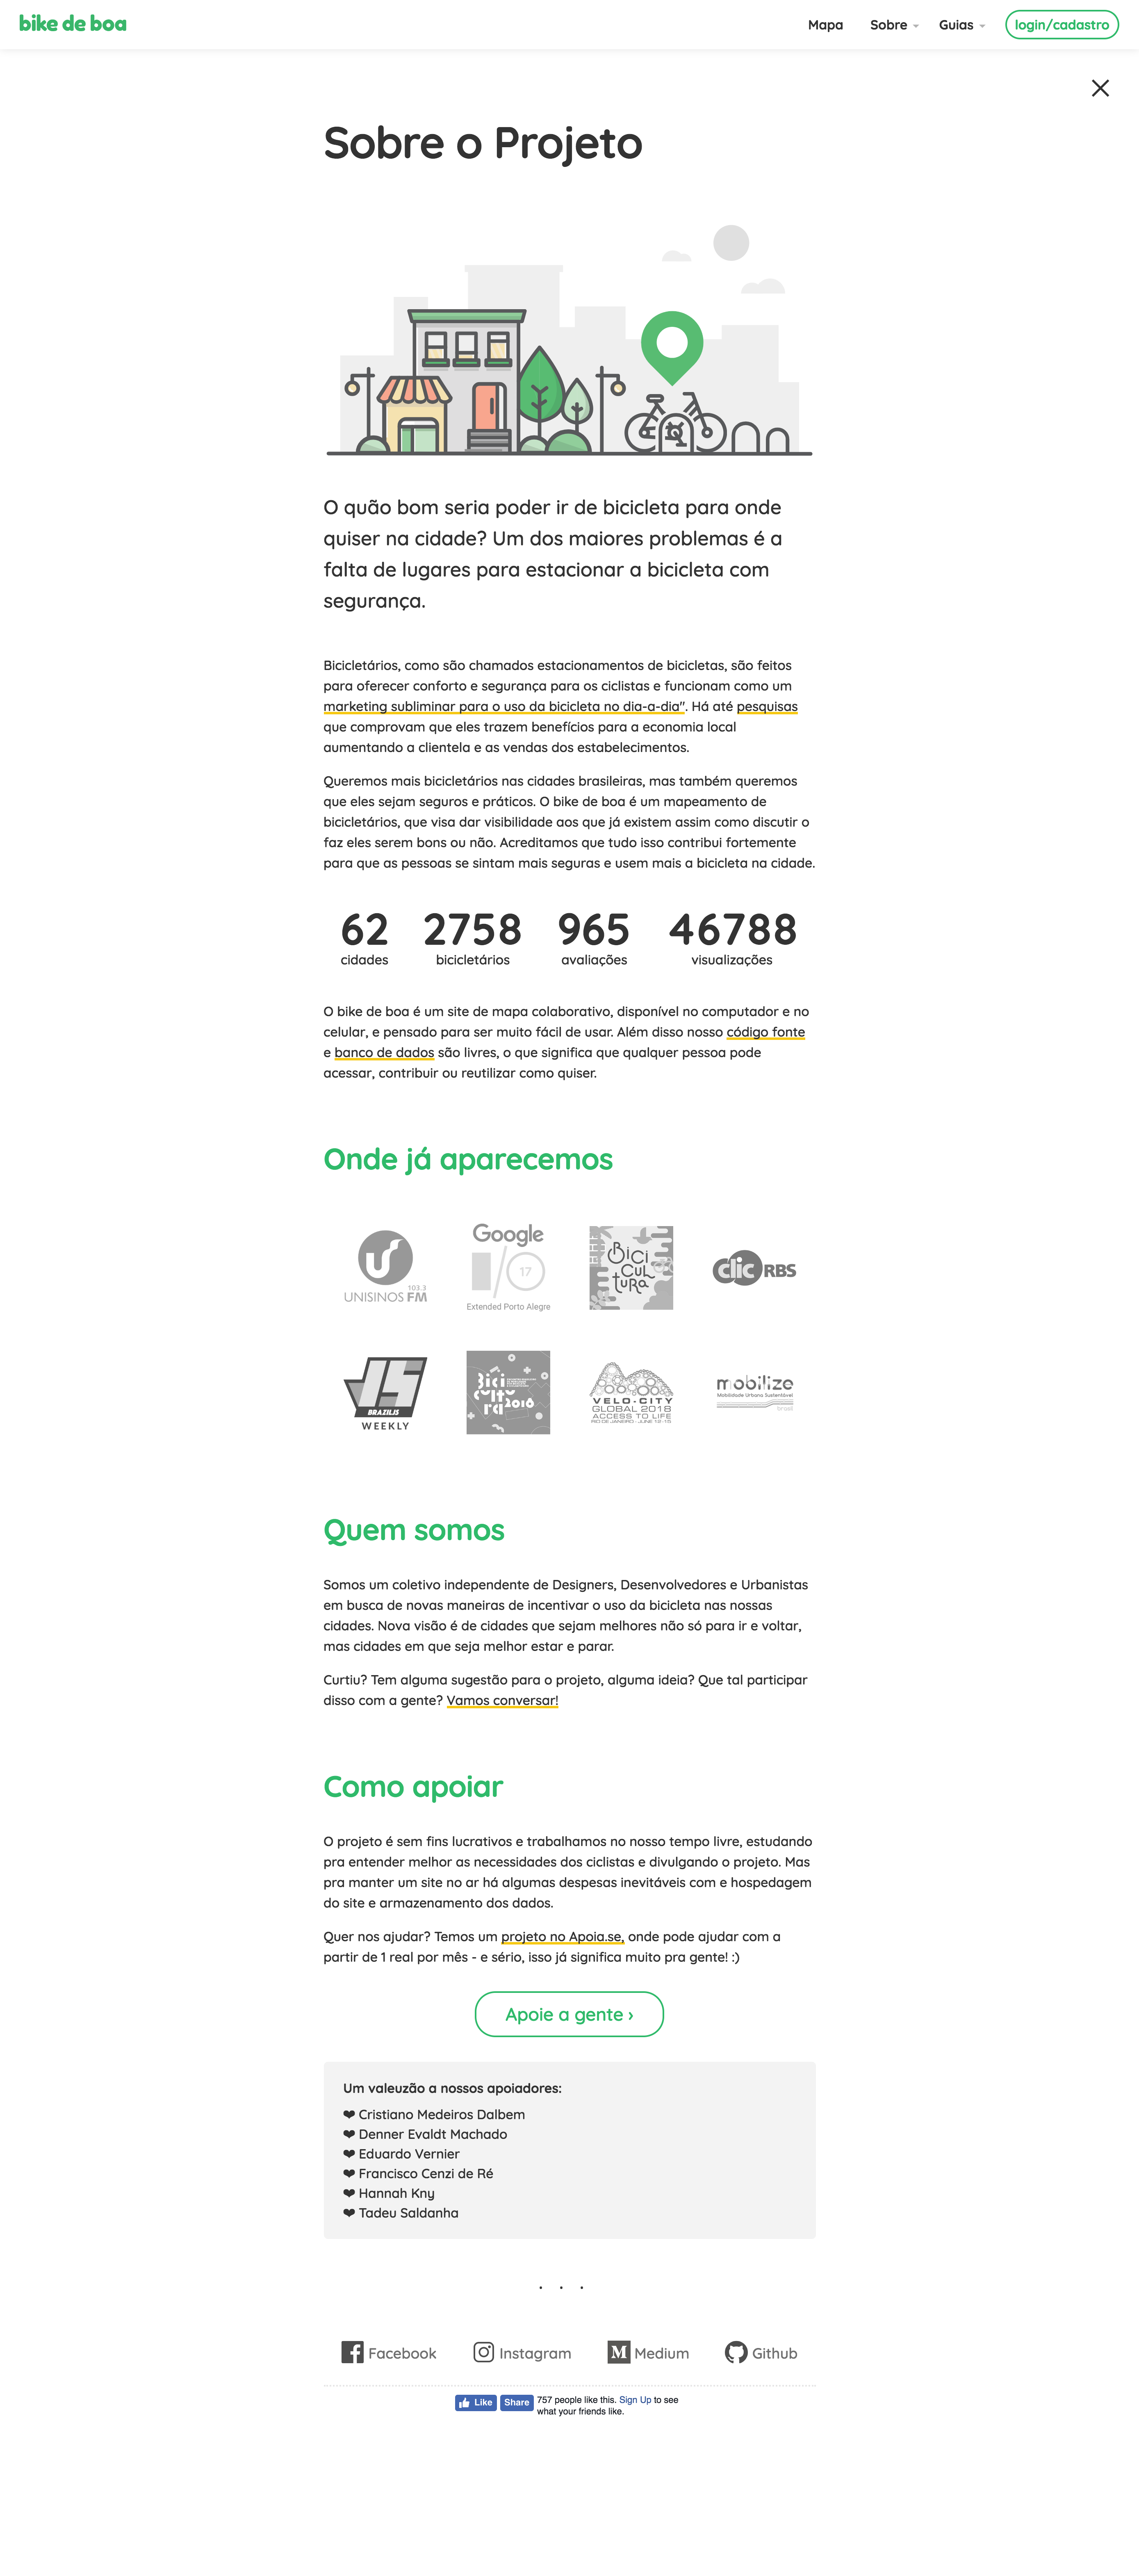 bike de boa
Mapa
Sobre
Guias
login/cadastro
Sobre o Projeto
O quão bom seria poder ir de bicicleta para onde
quiser na cidade? Um dos maiores problemas é a
falta de lugares para estacionar a bicicleta com
segurança.
Bicicletários, como são chamados estacionamentos de bicicletas, são feitos
para oferecer conforto e segurança para os ciclistas e funcionam como um
marketing subliminar para o uso da bicicleta no dia-a-dia". Há até pesquisas
que comprovam que eles trazem benefícios para a economia local
aumentando a clientela e as vendas dos estabelecimentos.
Queremos mais bicicletários nas cidades brasileiras, mas também queremos
que eles sejam seguros e práticos. O bike de boa é um mapeamento de
bicicletários, que visa dar visibilidade aos que já existem assim como discutir o
faz eles serem bons ou não. Acreditamos que tudo isso contribui fortemente
para que as pessoas se sintam mais seguras e usem mais a bicicleta na cidade.
62 2758 965 46788
cidades bicicletários avaliações visualizações
O bike de boa é um site de mapa colaborativo, disponível no computador e no
celular, e pensado para ser muito fácil de usar. Além disso nosso código fonte
e banco de dados são livres, o que significa que qualquer pessoa pode
acessar, contribuir ou reutilizar como quiser.
Onde já aparecemos
103.3
UNISINOS FM
Google
I/O 17
Extended Porto Alegre
BiCi
CUL
TURA
clicRBS
JS
BRAZILJS
WEEKLY
Bici
cultu
ra 2018
VELO-CITY
GLOBAL 2018
ACCESS TO LIFE
RIO DE JANEIRO - JUNE 12-15
mobilize
Mobilidade Urbana Sustentável
Brasil
Quem somos
Somos um coletivo independente de Designers, Desenvolvedores e Urbanistas
em busca de novas maneiras de incentivar o uso da bicicleta nas nossas
cidades. Nova visão é de cidades que sejam melhores não só para ir e voltar,
mas cidades em que seja melhor estar e parar.
Curtiu? Tem alguma sugestão para o projeto, alguma ideia? Que tal participar
disso com a gente? Vamos conversar!
Como apoiar
O projeto é sem fins lucrativos e trabalhamos no nosso tempo livre, estudando
pra entender melhor as necessidades dos ciclistas e divulgando o projeto. Mas
pra manter um site no ar há algumas despesas inevitáveis com e hospedagem
do site e armazenamento dos dados.
Quer nos ajudar? Temos um projeto no Apoia.se, onde pode ajudar com a
partir de 1 real por mês - e sério, isso já significa muito pra gente! :)
Apoie a gente ›
Um valeuzão a nossos apoiadores:
❤ Cristiano Medeiros Dalbem
❤ Denner Evaldt Machado
❤ Eduardo Vernier
❤ Francisco Cenzi de Ré
❤ Hannah Kny
❤ Tadeu Saldanha
. . .
Facebook
Instagram
Medium
Github
Like
Share
757 people like this. Sign Up to see
what your friends like.